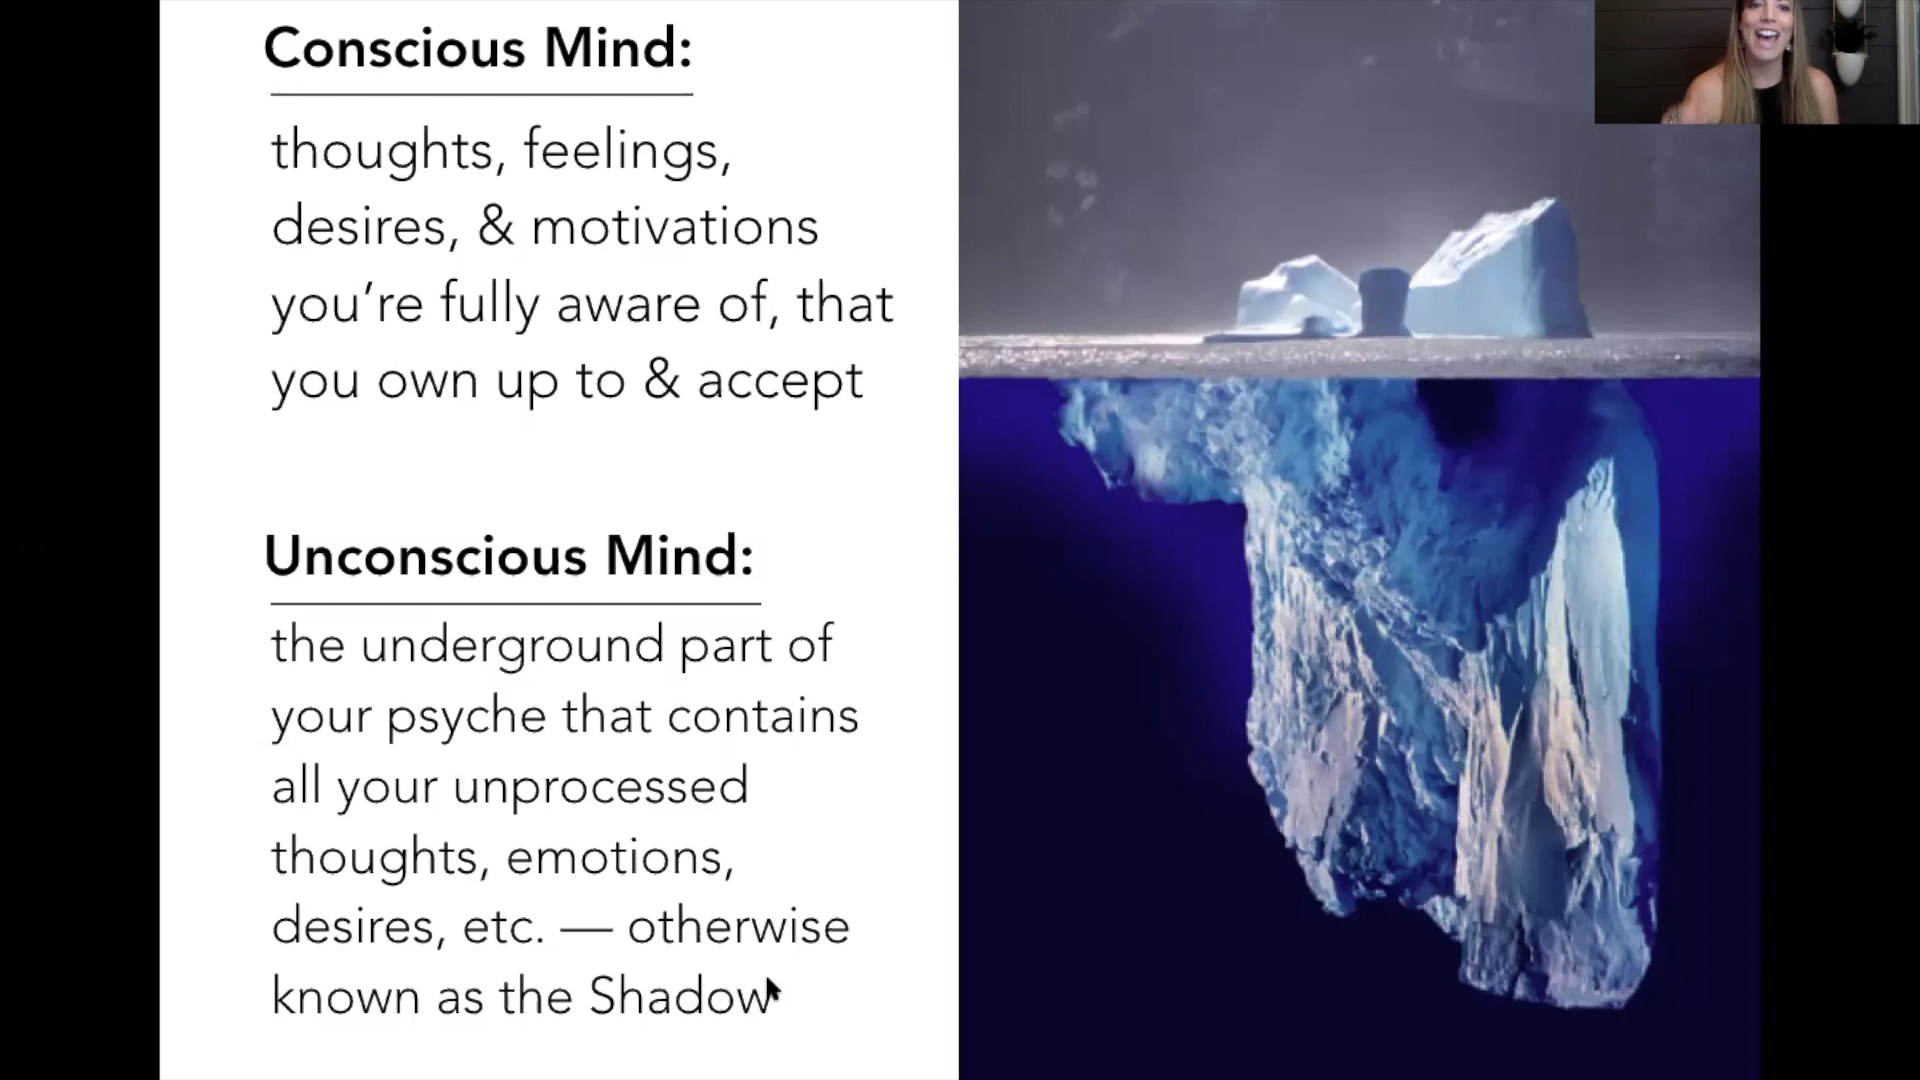 Conscious Mind:
thoughts, feelings,
desires, & motivations
you’re fully aware of, that
you own up to & accept
Unconscious Mind:
the underground part of
your psyche that contains
all your unprocessed
thoughts, emotions,
desires, etc. — otherwise
known as the Shadow